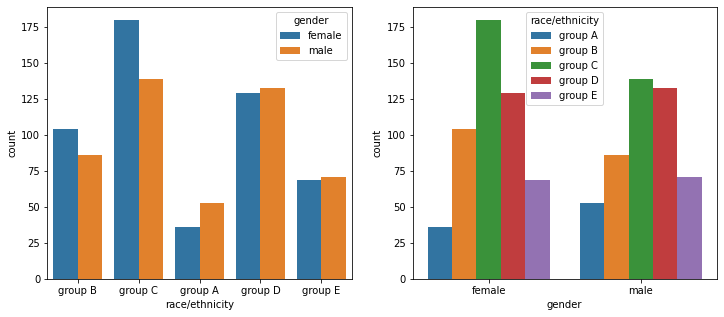 gender
female
male
175
150
125
100
75
50
25
0
count
group B group C group A group D group E
race/ethnicity
race/ethnicity
group A
group B
group C
group D
group E
175
150
125
100
75
50
25
0
count
female male
gender